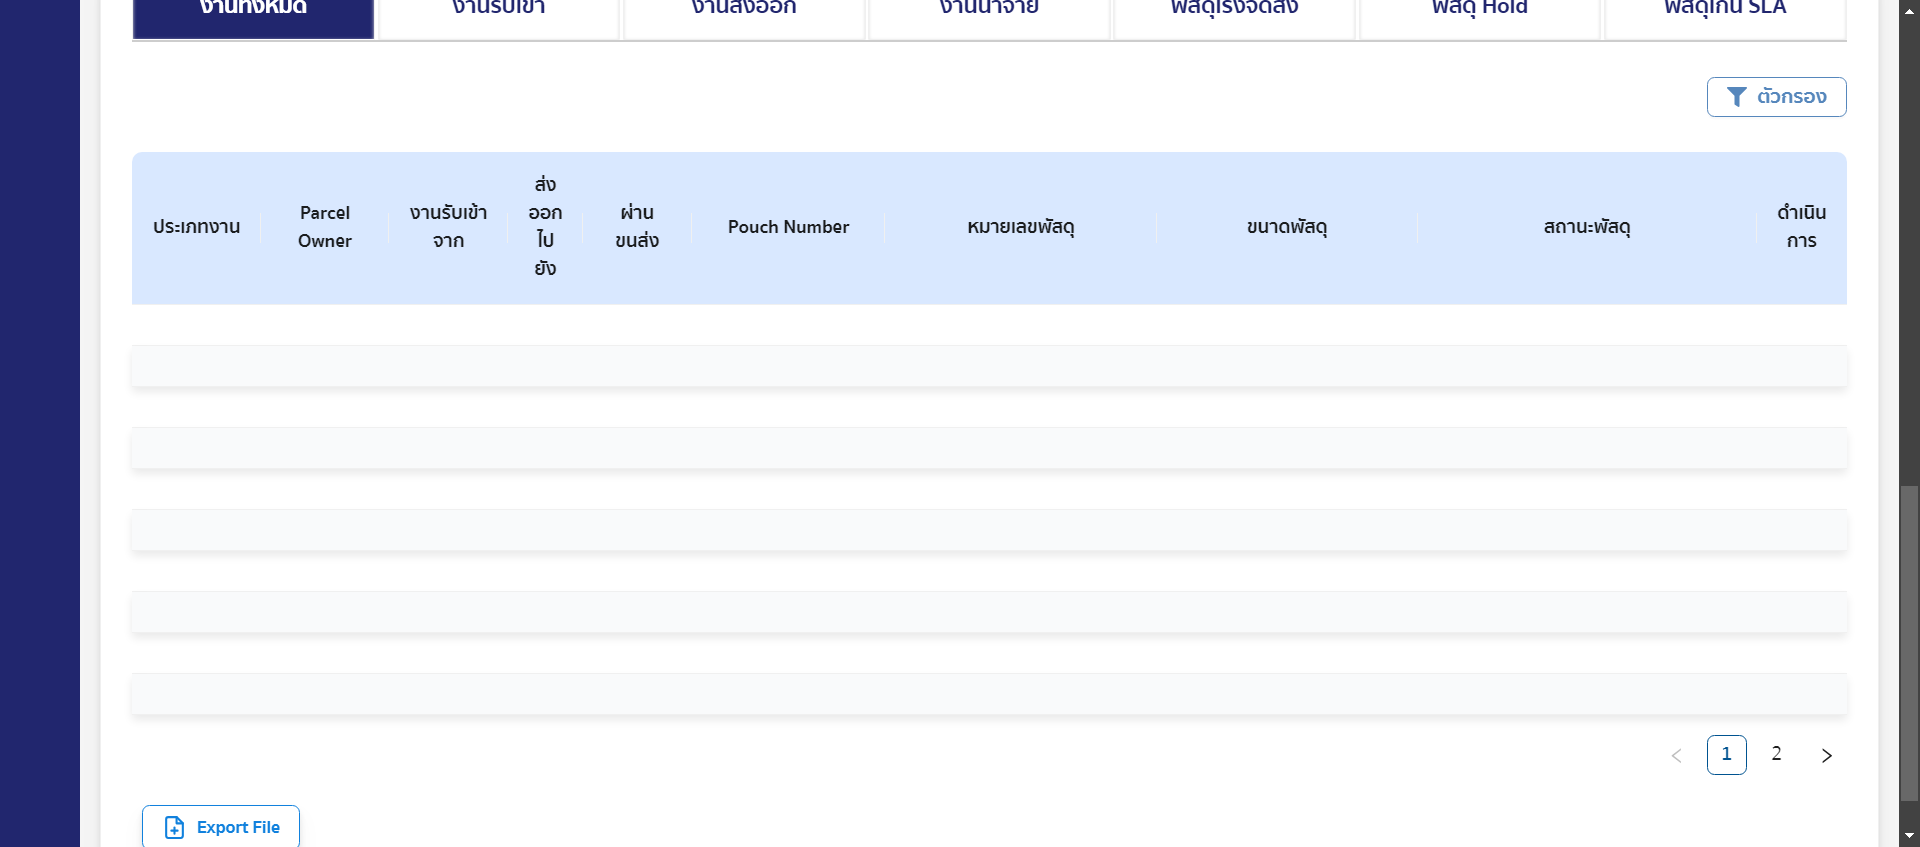 งานทั้งหมด
งานรับเข้า
งานส่งออก
งานนำจ่าย
พัสดุเร่งจัดส่ง
พัสดุ Hold
พัสดุเกิน SLA
ตัวกรอง
ประเภทงาน
Parcel
Owner
งานรับเข้า
จาก
ส่ง
ออก
ไป
ยัง
ผ่าน
ขนส่ง
Pouch Number
หมายเลขพัสดุ
ขนาดพัสดุ
สถานะพัสดุ
ดำเนิน
การ
1
2
Export File